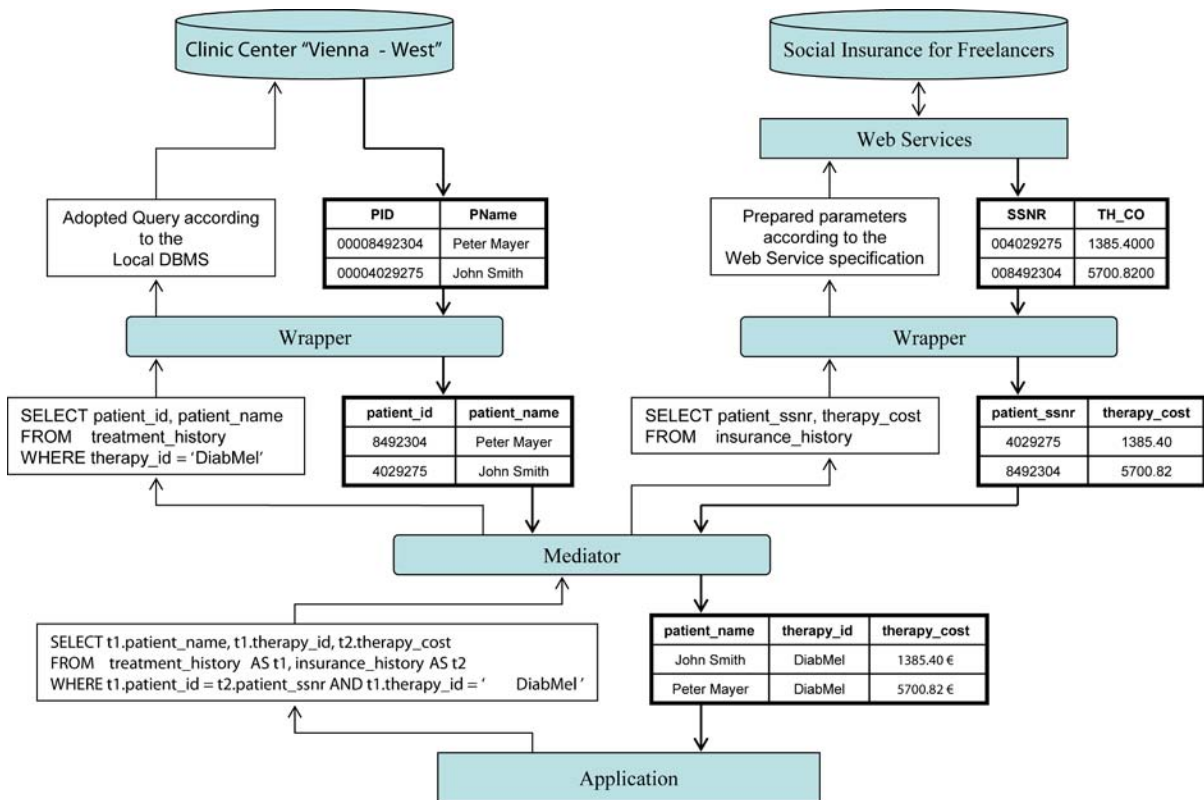 Clinic Center "Vienna - West"
Social Insurance for Freelancers
Web Services
Adopted Query according
to the
Local DBMS
PID PName
00008492304 Peter Mayer
00004029275 John Smith
Prepared parameters
according to the
Web Service specification
SSNR TH_CO
004029275 1385.4000
008492304 5700.8200
Wrapper
Wrapper
SELECT patient_id, patient_name
FROM treatment_history
WHERE therapy_id = 'DiabMel'
patient_id patient_name
8492304 Peter Mayer
4029275 John Smith
SELECT patient_ssnr, therapy_cost
FROM insurance_history
patient_ssnr therapy_cost
4029275 1385.40
8492304 5700.82
Mediator
SELECT t1.patient_name, t1.therapy_id, t2.therapy_cost
FROM treatment_history AS t1, insurance_history AS t2
WHERE t1.patient_id = t2.patient_ssnr AND t1.therapy_id = ' DiabMel '
patient_name therapy_id therapy_cost
John Smith DiabMel 1385.40 €
Peter Mayer DiabMel 5700.82 €
Application